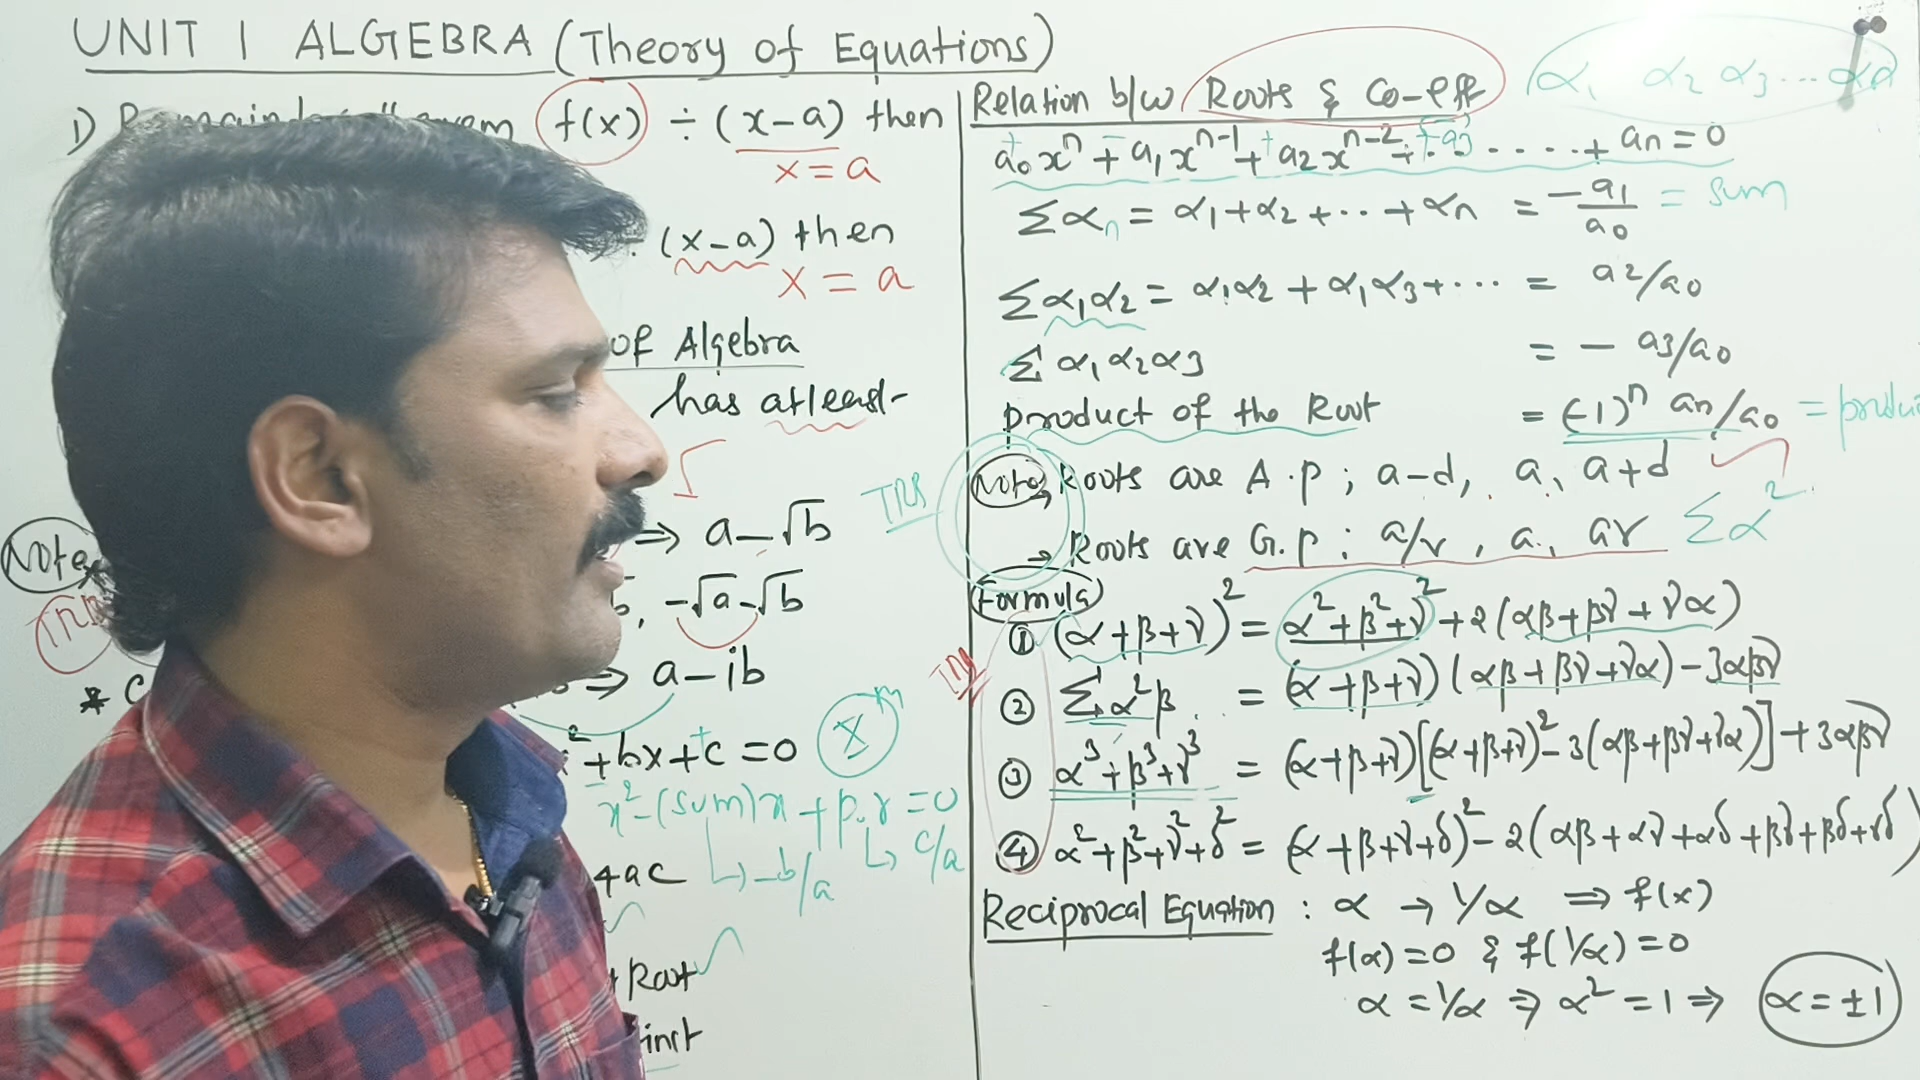 UNIT 1 ALGEBRA (Theory of Equations)
1) f(x) ÷ (x-a) then
x = a
(x-a) then
x = a
of Algebra
has atleast
⇒ a-√b
Note
, -√a-√b
⇒ a-ib
* C
²+bx+c=0 X
x²-(sum)x + p.r = 0
↳ -b/a ↳ c/a
4ac
Root
inct
Relation b/w Roots & Co-eff α₁ α₂ α₃ ...
a₀xⁿ + a₁xⁿ⁻¹ + a₂xⁿ⁻² + ..... + aₙ = 0
Σαₙ = α₁+α₂+...+αₙ = -a₁/a₀ = sum
Σα₁α₂ = α₁α₂ + α₁α₃+... = a₂/a₀
Σα₁α₂α₃ = - a₃/a₀
product of the Root = (-1)ⁿ aₙ/a₀ = produ
Note → Roots are A.p ; a-d, a, a+d
→ Roots are G.p : a/r, a, ar Σα²
Formula
① (α+β+γ)² = α²+β²+γ² + 2(αβ+βγ+γα)
② Σα²β = (α+β+γ)(αβ+βγ+γα)-3αβγ
③ α³+β³+γ³ = (α+β+γ)[(α+β+γ)²-3(αβ+βγ+γα)]+3αβγ
④ α²+β²+γ²+δ² = (α+β+γ+δ)²-2(αβ+αγ+αδ+βγ+βδ+γδ)
Reciprocal Equation : α → 1/α ⇒ f(x)
f(α)=0 & f(1/α)=0
α = 1/α ⇒ α² = 1 ⇒ α = ±1